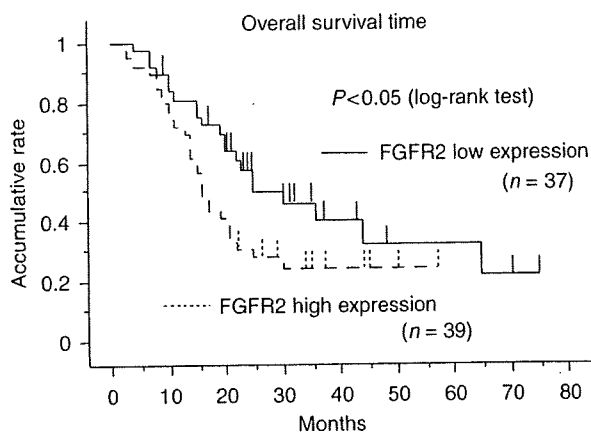 Overall survival time
1
0.8
0.6
0.4
0.2
0
Accumulative rate
P<0.05 (log-rank test)
FGFR2 low expression
(n = 37)
FGFR2 high expression
(n = 39)
0 10 20 30 40 50 60 70 80
Months